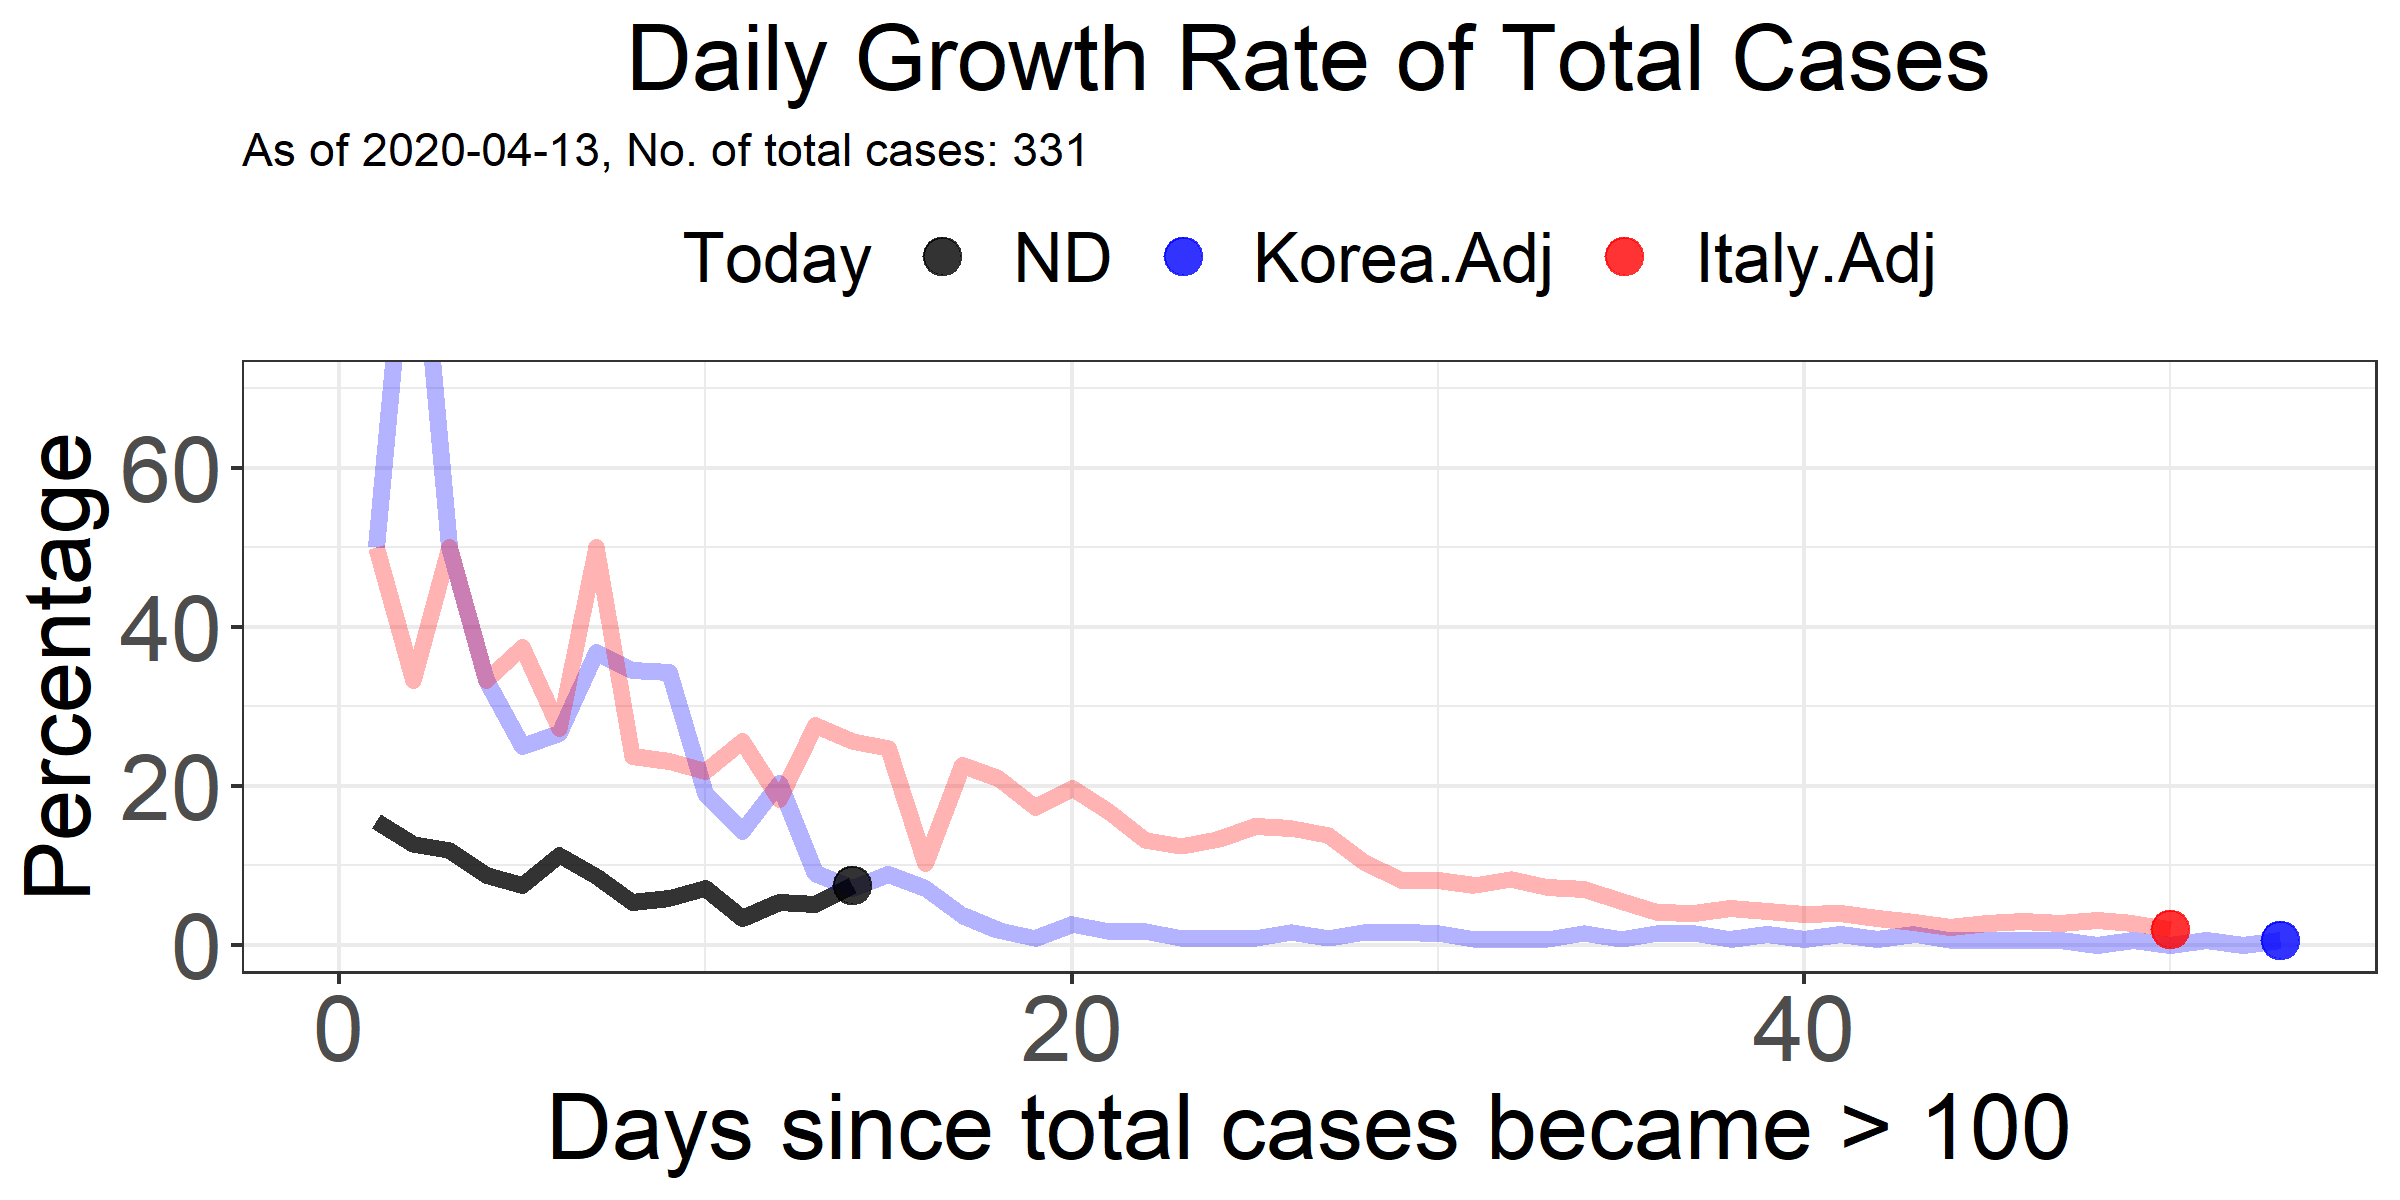 Daily Growth Rate of Total Cases
As of 2020-04-13, No. of total cases: 331
Today ND Korea.Adj Italy.Adj
Percentage
60
40
20
0
0 20 40
Days since total cases became > 100